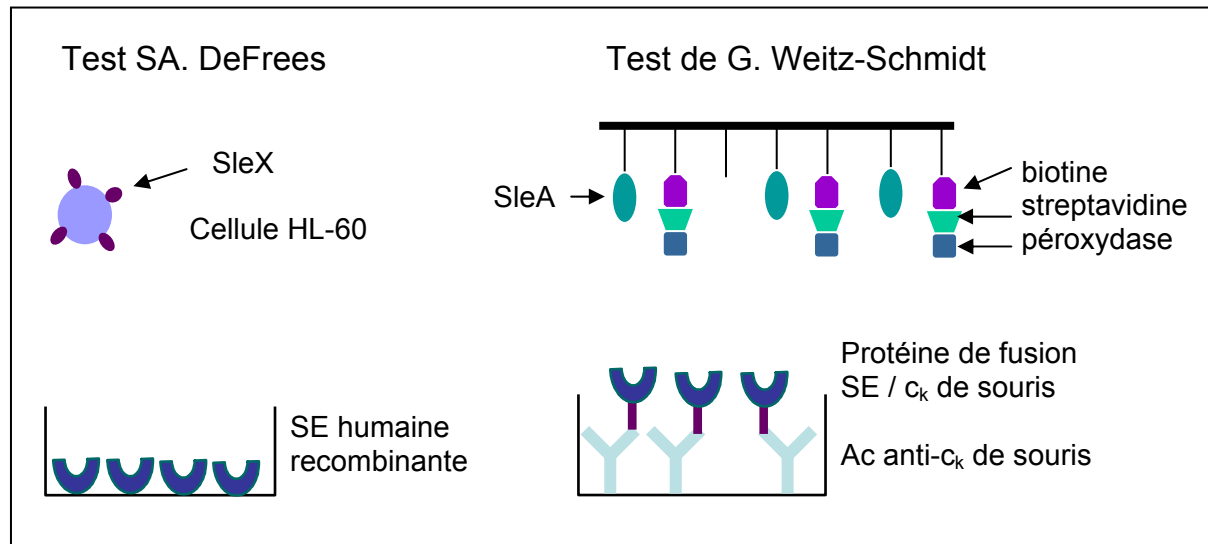 Test SA. DeFrees
SleX
Cellule HL-60
SE humaine
recombinante
Test de G. Weitz-Schmidt
SleA
biotine
streptavidine
péroxydase
Protéine de fusion
SE / cₖ de souris
Ac anti-cₖ de souris